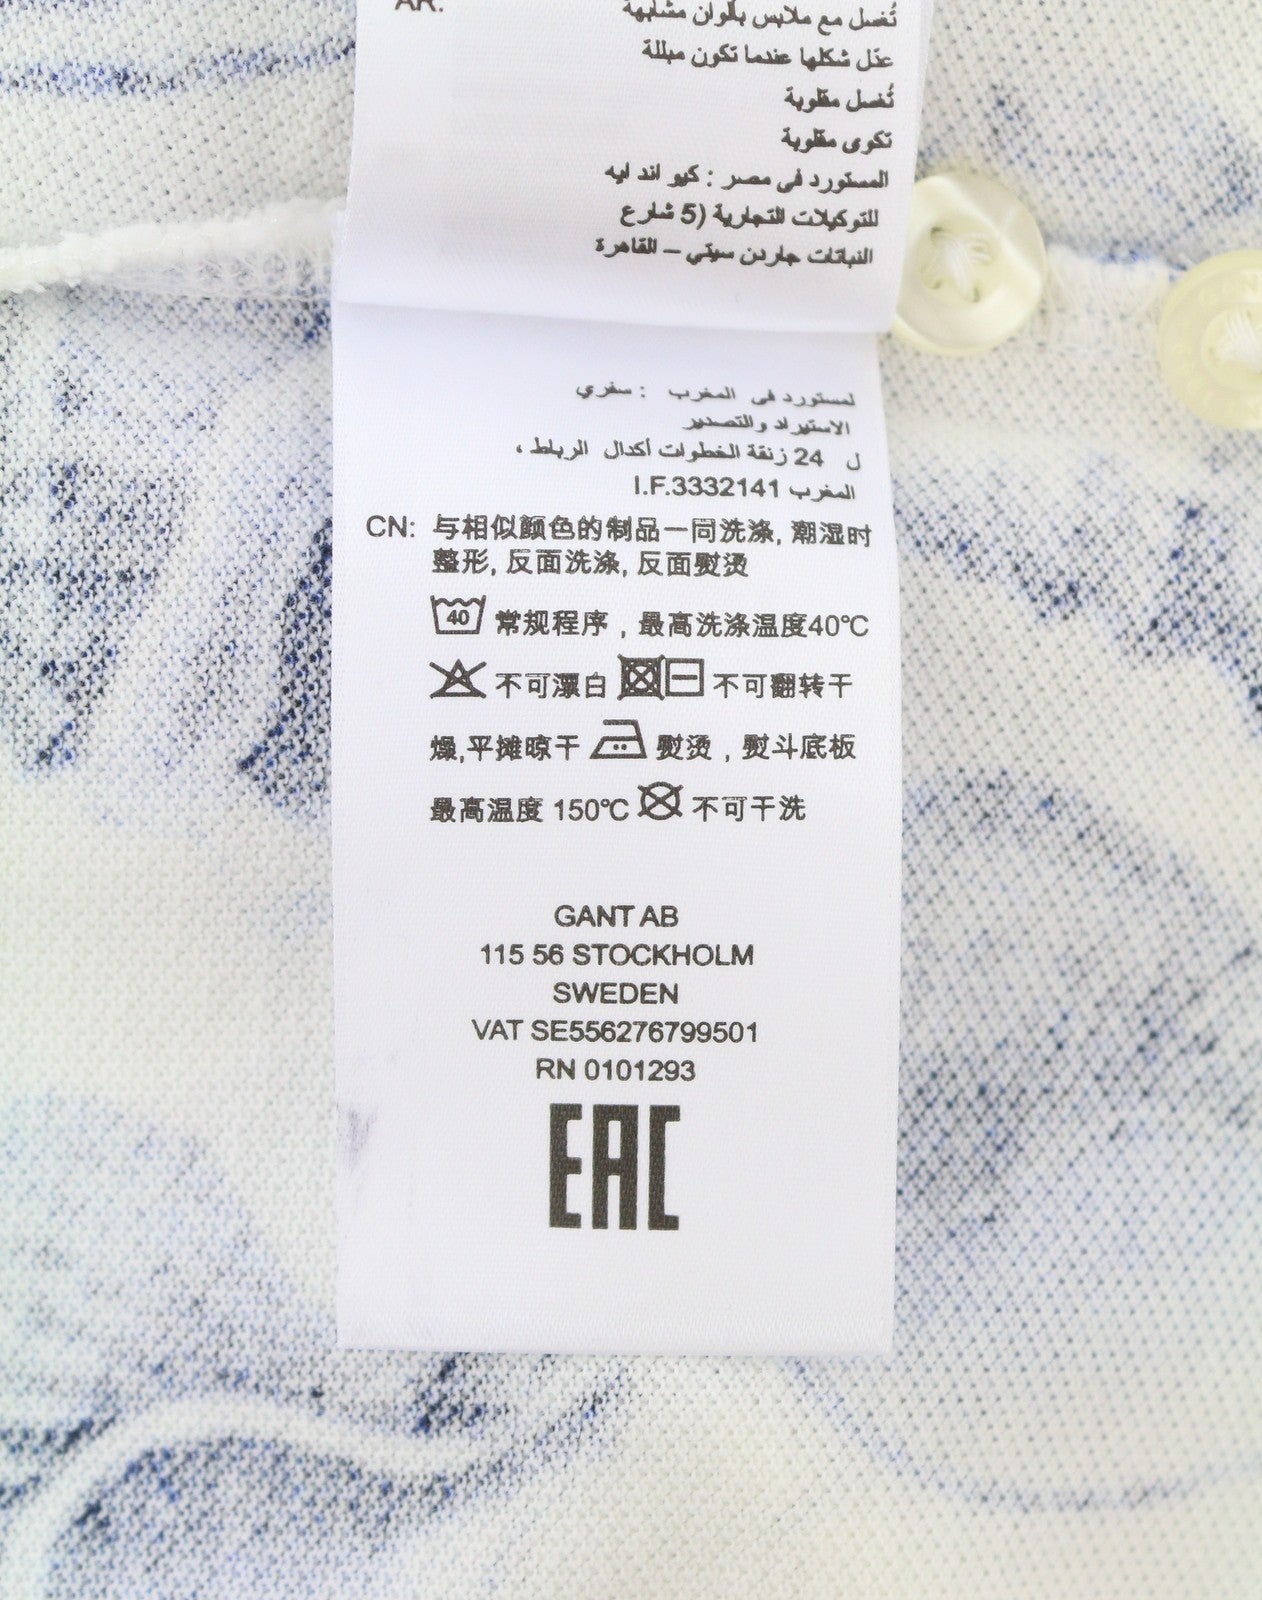 AR:
تُغسل مع ملابس بألوان مشابهة
عدّل شكلها عندما تكون مبللة
تُغسل مقلوبة
تكوى مقلوبة
المستورد فى مصر : كيو اند ايه
للتوكيلات التجارية (5 شارع
النباتات جاردن سيتي – القاهرة
لمستورد فى المغرب : سفري
الاستيراد والتصدير
ل 24 زنقة الخطوات أكدال الرباط ،
المغرب I.F.3332141
CN: 与相似颜色的制品一同洗涤, 潮湿时
整形, 反面洗涤, 反面熨烫
40 常规程序，最高洗涤温度40℃
不可漂白 不可翻转干
燥,平摊晾干 熨烫，熨斗底板
最高温度 150℃ 不可干洗
GANT AB
115 56 STOCKHOLM
SWEDEN
VAT SE556276799501
RN 0101293
EAC